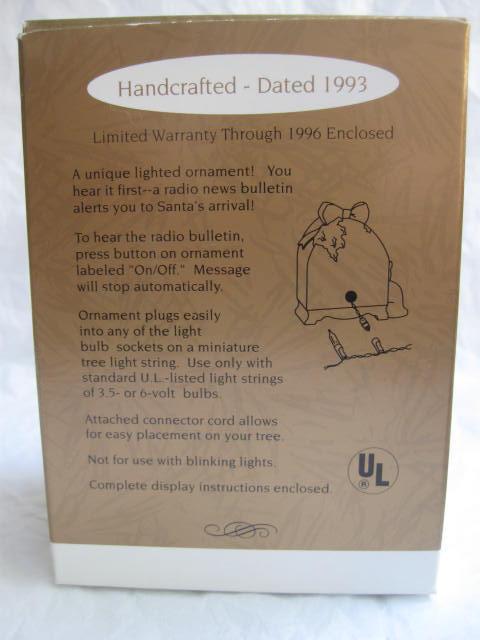 Handcrafted - Dated 1993
Limited Warranty Through 1996 Enclosed
A unique lighted ornament! You
hear it first--a radio news bulletin
alerts you to Santa's arrival!
To hear the radio bulletin,
press button on ornament
labeled "On/Off." Message
will stop automatically.
Ornament plugs easily
into any of the light
bulb sockets on a miniature
tree light string. Use only with
standard U.L.-listed light strings
of 3.5- or 6-volt bulbs.
Attached connector cord allows
for easy placement on your tree.
Not for use with blinking lights.
Complete display instructions enclosed.
UL®